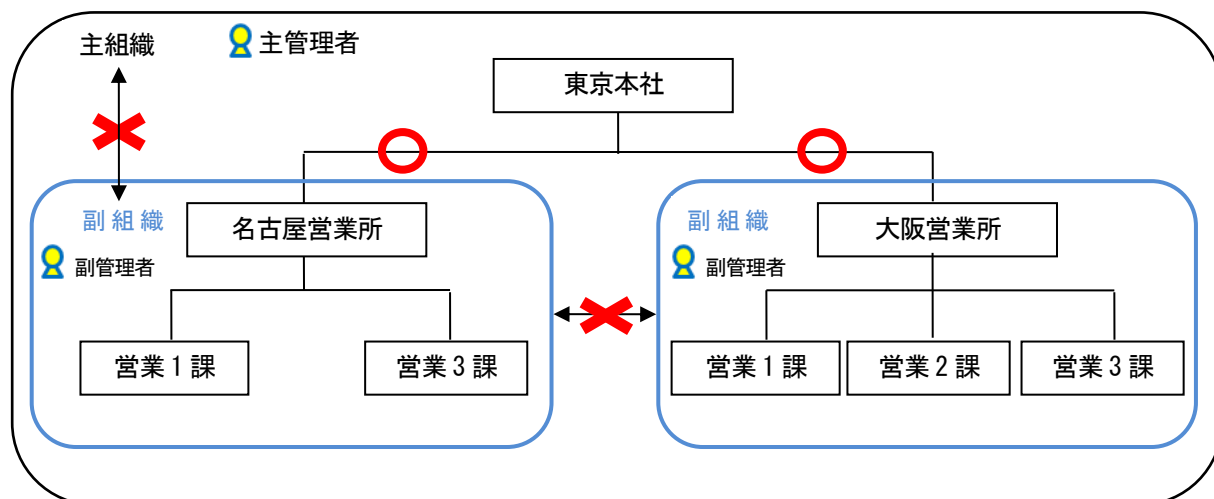 主組織
主管理者
東京本社
副組織
名古屋営業所
副管理者
営業1課
営業3課
副組織
大阪営業所
副管理者
営業1課
営業2課
営業3課